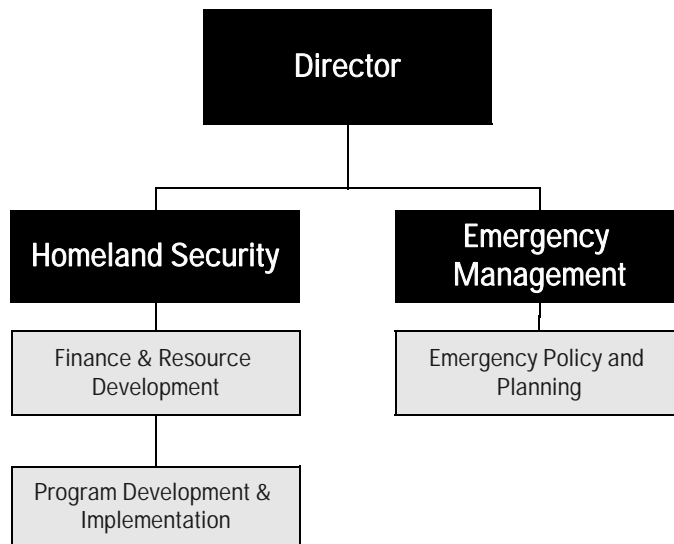 Director
Homeland Security
Emergency
Management
Finance & Resource
Development
Emergency Policy and
Planning
Program Development &
Implementation